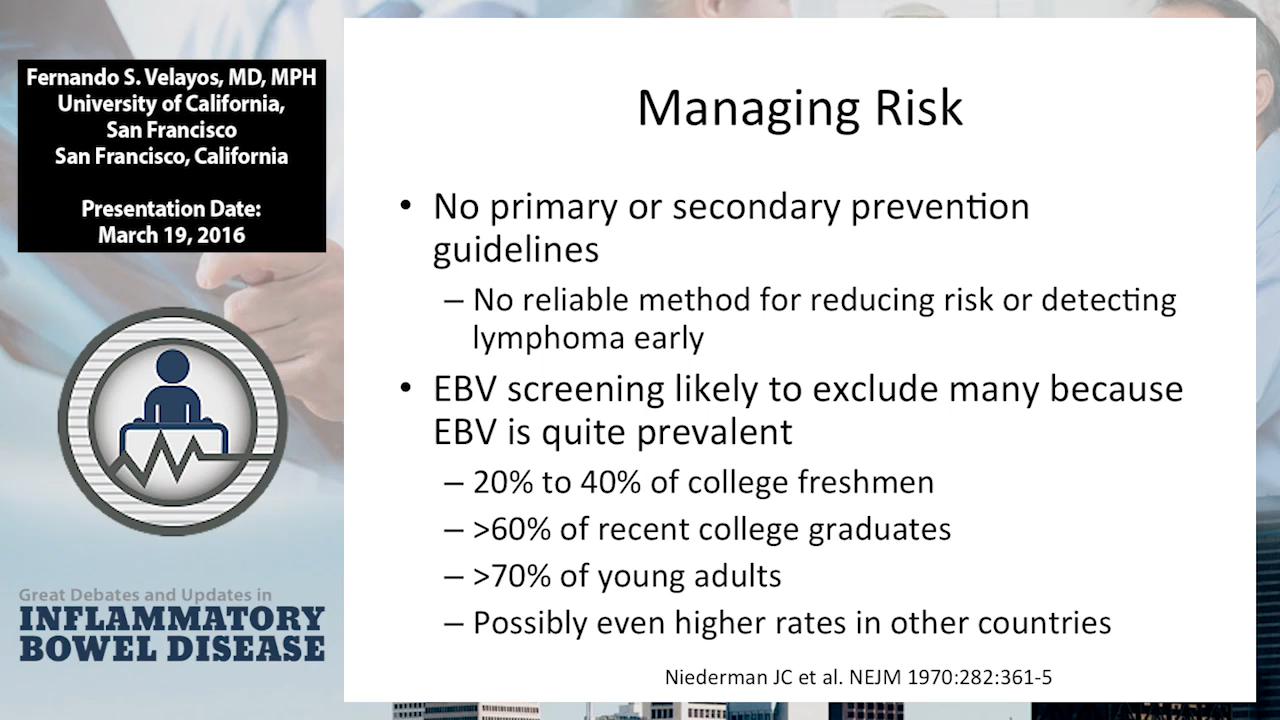 Fernando S. Velayos, MD, MPH
University of California,
San Francisco
San Francisco, California
Presentation Date:
March 19, 2016
Great Debates and Updates in
INFLAMMATORY
BOWEL DISEASE
Managing Risk
• No primary or secondary prevention
guidelines
– No reliable method for reducing risk or detecting
lymphoma early
• EBV screening likely to exclude many because
EBV is quite prevalent
– 20% to 40% of college freshmen
– >60% of recent college graduates
– >70% of young adults
– Possibly even higher rates in other countries
Niederman JC et al. NEJM 1970:282:361-5